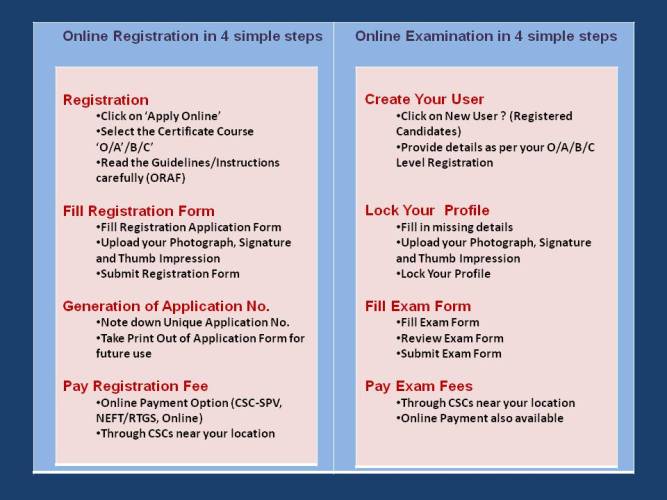 Online Registration in 4 simple steps
Registration
•Click on ‘Apply Online’
•Select the Certificate Course
‘O/A’/B/C’
•Read the Guidelines/Instructions
carefully (ORAF)
Fill Registration Form
•Fill Registration Application Form
•Upload your Photograph, Signature
and Thumb Impression
•Submit Registration Form
Generation of Application No.
•Note down Unique Application No.
•Take Print Out of Application Form for
future use
Pay Registration Fee
•Online Payment Option (CSC-SPV,
NEFT/RTGS, Online)
•Through CSCs near your location
Online Examination in 4 simple steps
Create Your User
•Click on New User ? (Registered
Candidates)
•Provide details as per your O/A/B/C
Level Registration
Lock Your Profile
•Fill in missing details
•Upload your Photograph, Signature
and Thumb Impression
•Lock Your Profile
Fill Exam Form
•Fill Exam Form
•Review Exam Form
•Submit Exam Form
Pay Exam Fees
•Through CSCs near your location
•Online Payment also available